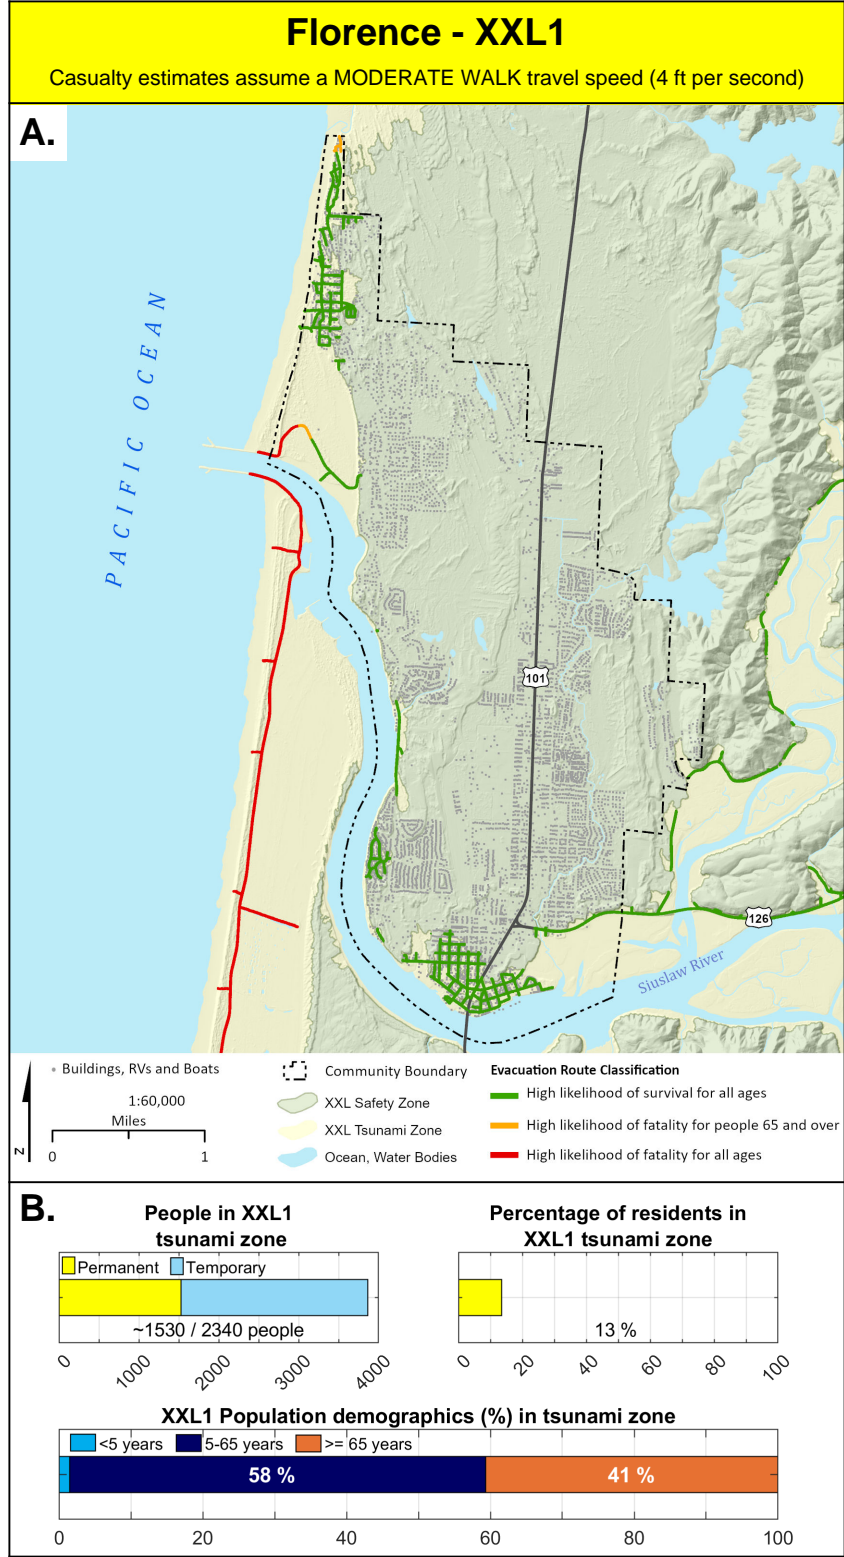 Florence - XXL1
Casualty estimates assume a MODERATE WALK travel speed (4 ft per second)
A.
PACIFIC OCEAN
101
126
Siuslaw River
Buildings, RVs and Boats
1:60,000
Miles
0 1
N
Community Boundary
XXL Safety Zone
XXL Tsunami Zone
Ocean, Water Bodies
Evacuation Route Classification
High likelihood of survival for all ages
High likelihood of fatality for people 65 and over
High likelihood of fatality for all ages
B.
People in XXL1
tsunami zone
Permanent Temporary
~1530 / 2340 people
0 1000 2000 3000 4000
Percentage of residents in
XXL1 tsunami zone
13 %
0 20 40 60 80 100
XXL1 Population demographics (%) in tsunami zone
<5 years 5-65 years >= 65 years
58 % 41 %
0 20 40 60 80 100